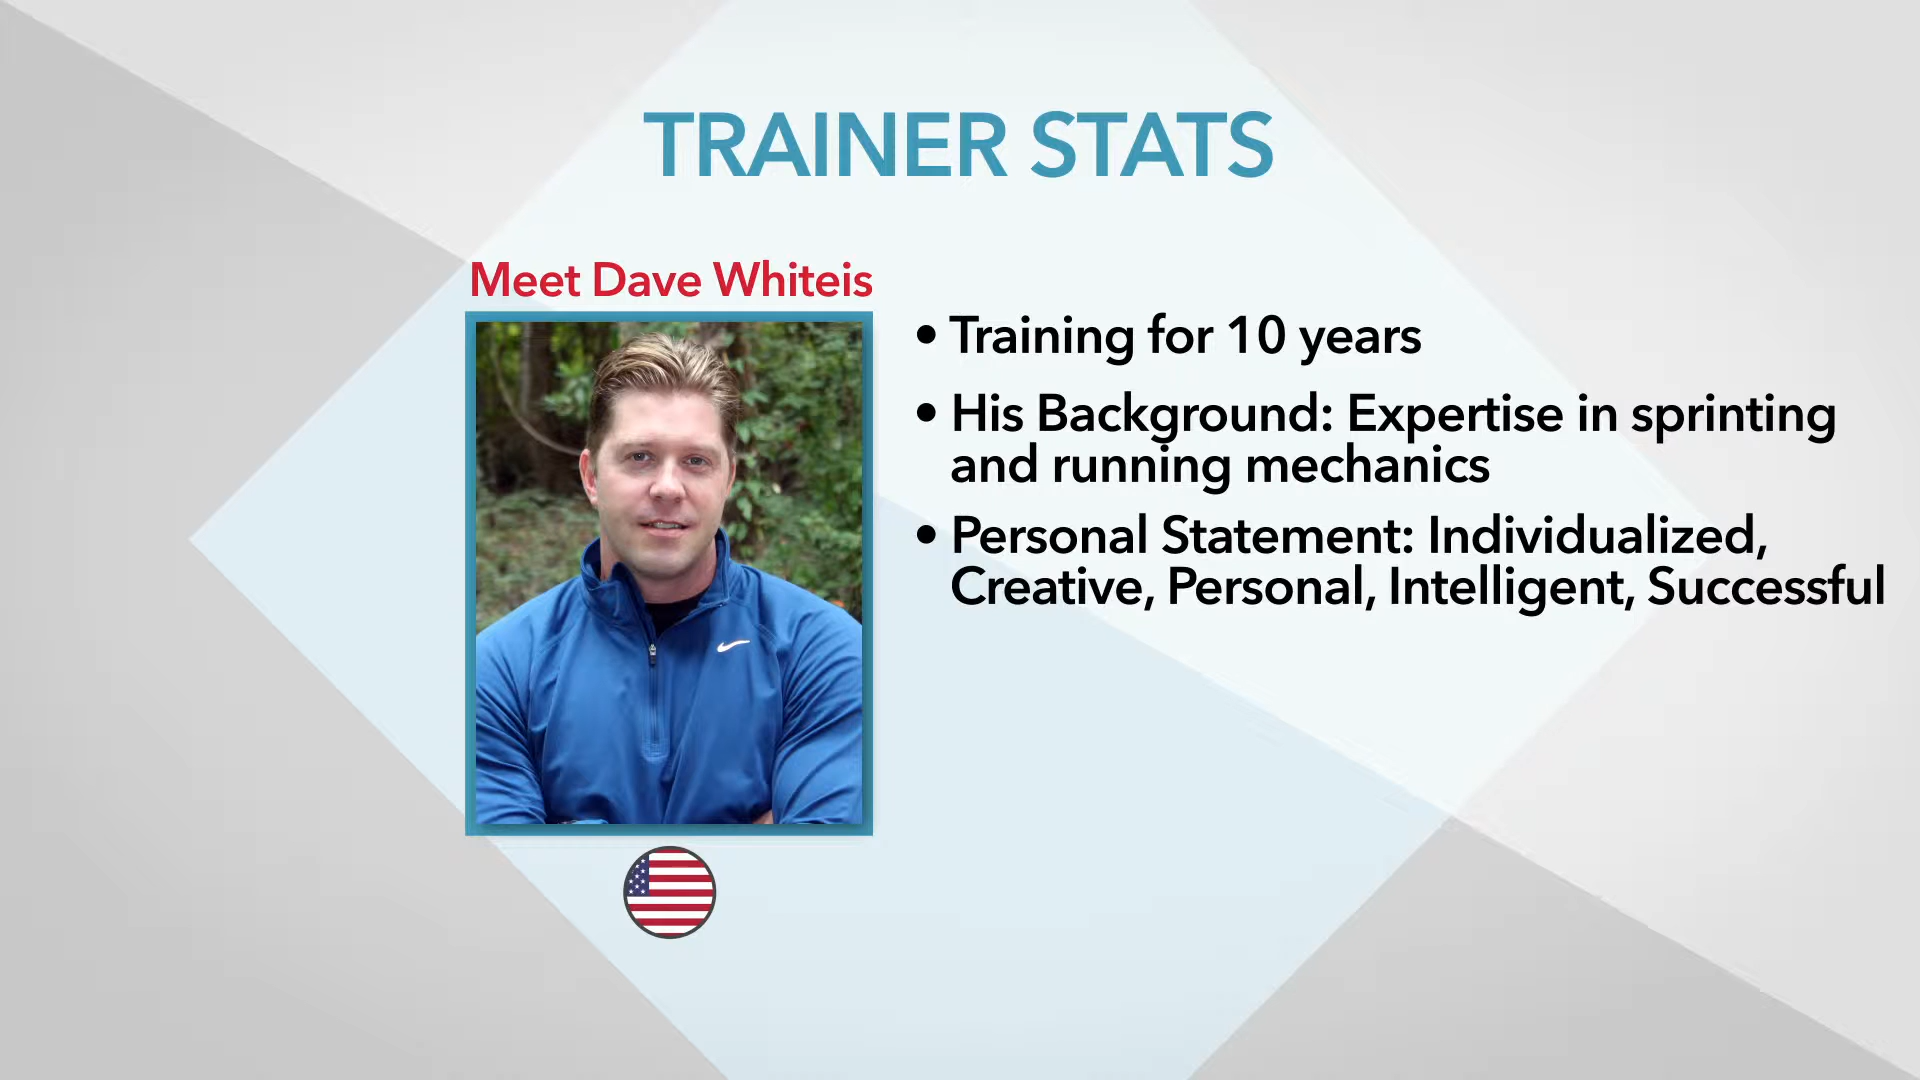 TRAINER STATS
Meet Dave Whiteis
• Training for 10 years
• His Background: Expertise in sprinting
and running mechanics
• Personal Statement: Individualized,
Creative, Personal, Intelligent, Successful